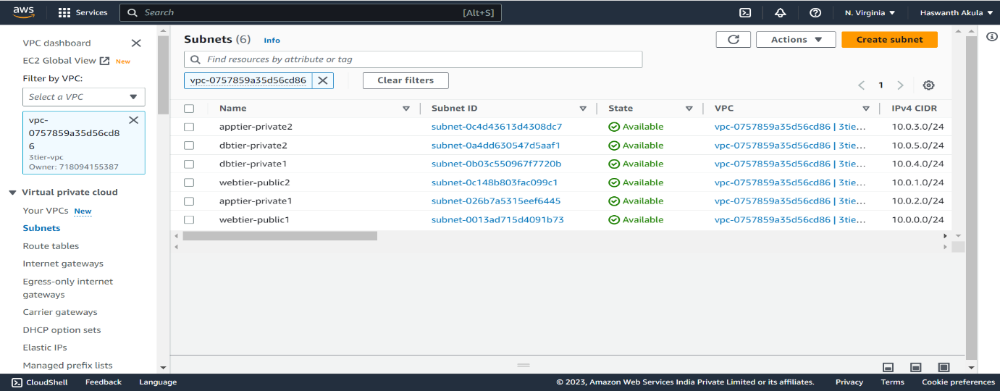 aws Services Search [Alt+S] N. Virginia Haswanth Akula
VPC dashboard
EC2 Global View New
Filter by VPC:
Select a VPC
vpc-
0757859a35d56cd8
6
3tier-vpc
Owner: 718094155387
Virtual private cloud
Your VPCs New
Subnets
Route tables
Internet gateways
Egress-only internet
gateways
Carrier gateways
DHCP option sets
Elastic IPs
Managed prefix lists
Subnets (6) Info Actions Create subnet
Find resources by attribute or tag
vpc-0757859a35d56cd86 Clear filters 1
Name Subnet ID State VPC IPv4 CIDR
apptier-private2 subnet-0c4d43613d4308dc7 Available vpc-0757859a35d56cd86 | 3tie... 10.0.3.0/24
dbtier-private2 subnet-0a4dd630547d5aaf1 Available vpc-0757859a35d56cd86 | 3tie... 10.0.5.0/24
dbtier-private1 subnet-0b03c550967f7720b Available vpc-0757859a35d56cd86 | 3tie... 10.0.4.0/24
webtier-public2 subnet-0c148b803fac099c1 Available vpc-0757859a35d56cd86 | 3tie... 10.0.1.0/24
apptier-private1 subnet-026b7a5315eef6445 Available vpc-0757859a35d56cd86 | 3tie... 10.0.2.0/24
webtier-public1 subnet-0013ad715d4091b73 Available vpc-0757859a35d56cd86 | 3tie... 10.0.0.0/24
CloudShell Feedback Language © 2023, Amazon Web Services India Private Limited or its affiliates. Privacy Terms Cookie preferences